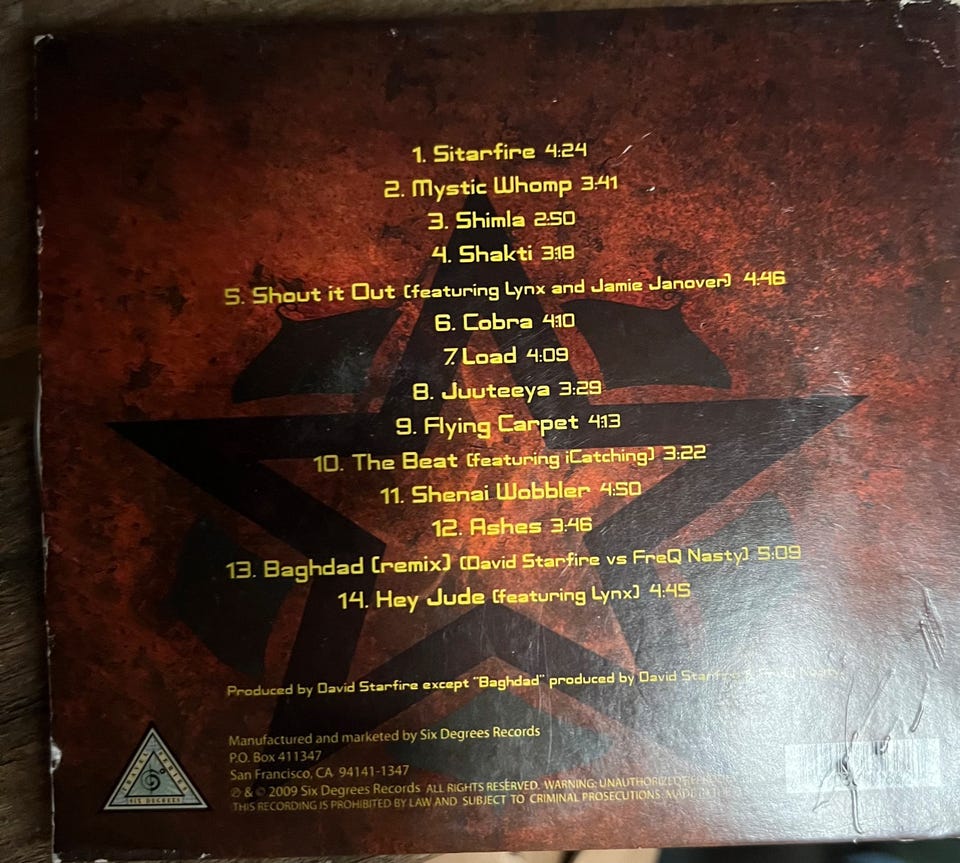 1. Sitarfire 4:24
2. Mystic Whomp 3:41
3. Shimla 2:50
4. Shakti 3:18
5. Shout it Out (featuring Lynx and Jamie Janover) 4:46
6. Cobra 4:10
7. Load 4:09
8. Juuteeya 3:29
9. Flying Carpet 4:13
10. The Beat (featuring iCatching) 3:22
11. Shenai Wobbler 4:50
12. Ashes 3:46
13. Baghdad (remix) (David Starfire vs FreQ Nasty) 5:09
14. Hey Jude (featuring Lynx) 4:45
Produced by David Starfire except "Baghdad" produced by David Starfire
Manufactured and marketed by Six Degrees Records
P.O. Box 411347
San Francisco, CA 94141-1347
℗ & © 2009 Six Degrees Records ALL RIGHTS RESERVED. WARNING: UNAUTHORIZED
THIS RECORDING IS PROHIBITED BY LAW AND SUBJECT TO CRIMINAL PROSECUTIONS. MADE IN THE
SIX DEGREES